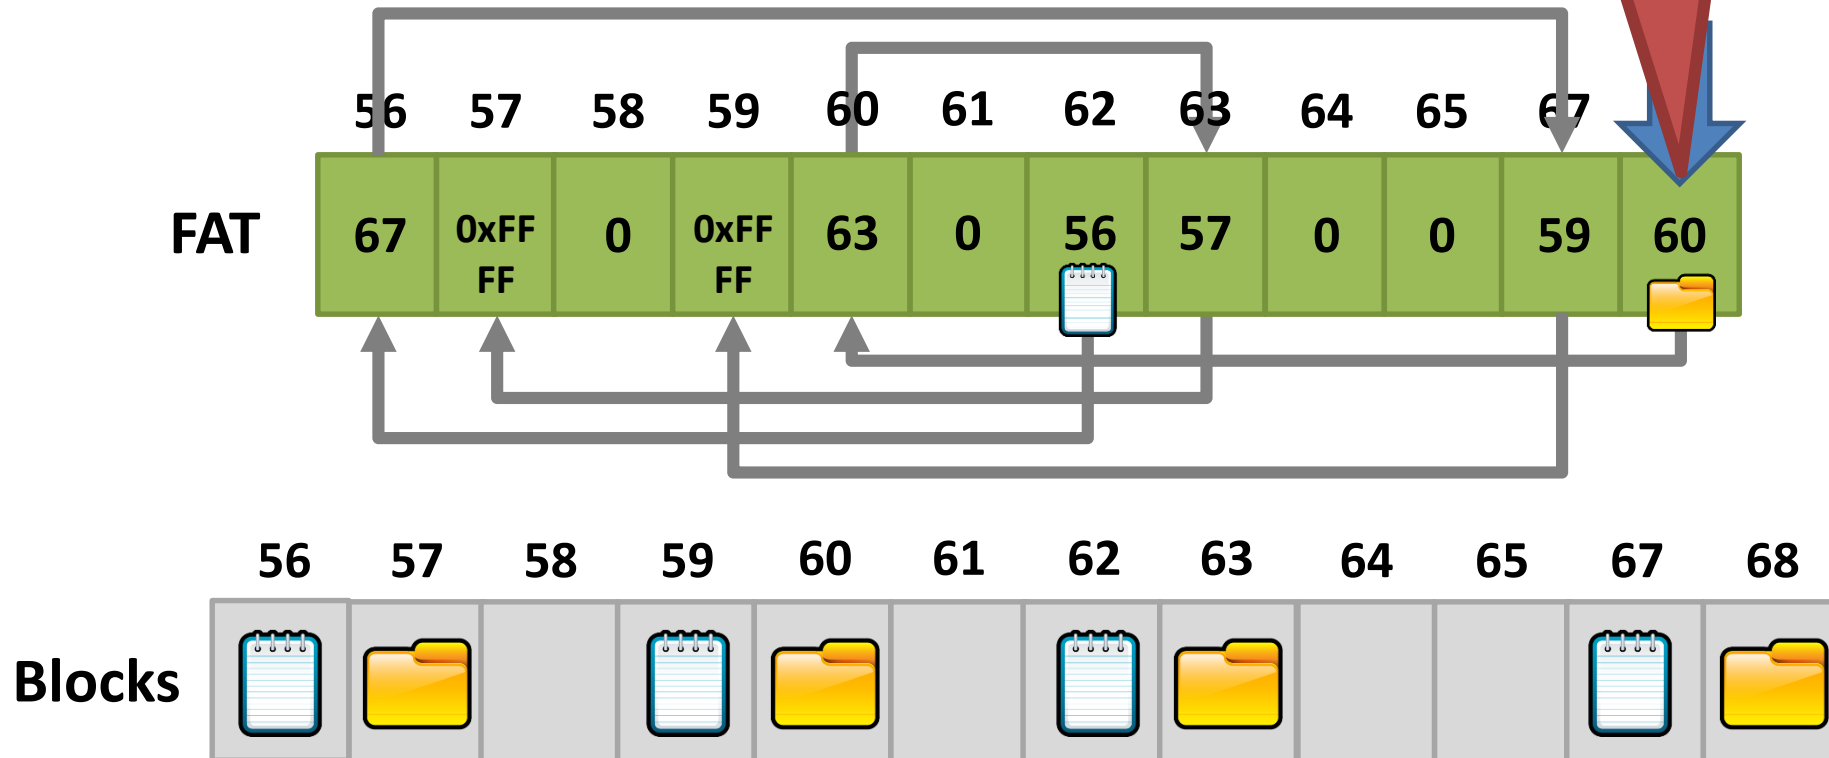 56 57 58 59 60 61 62 63 64 65 67
FAT 67 0xFF 0 0xFF 63 0 56 57 0 0 59 60
FF FF
56 57 58 59 60 61 62 63 64 65 67 68
Blocks